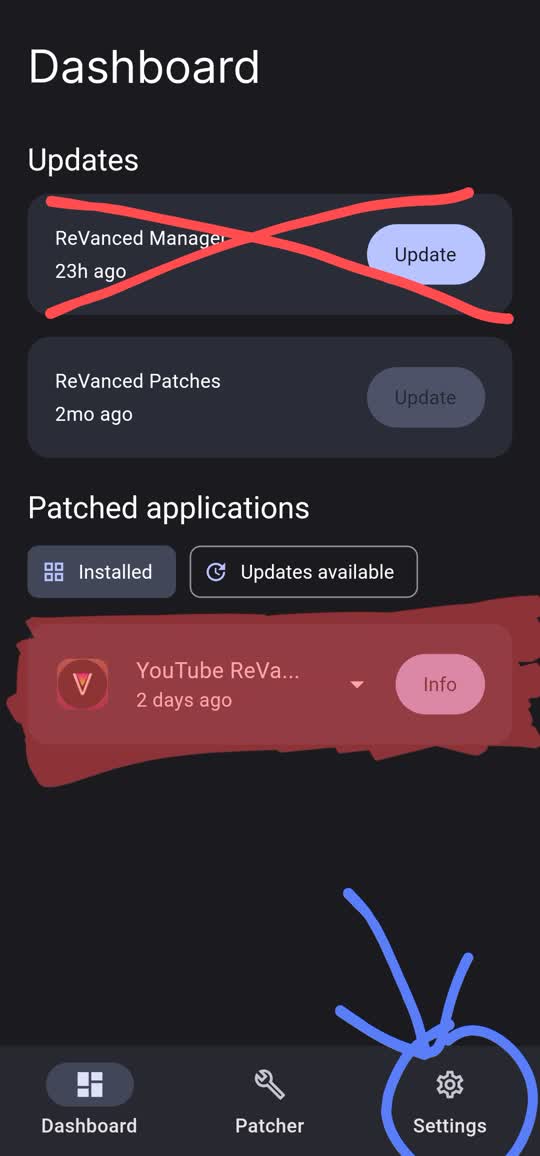 Dashboard
Updates
ReVanced Manager
23h ago
Update
ReVanced Patches
2mo ago
Update
Patched applications
Installed
Updates available
YouTube ReVa...
2 days ago
Info
Dashboard
Patcher
Settings